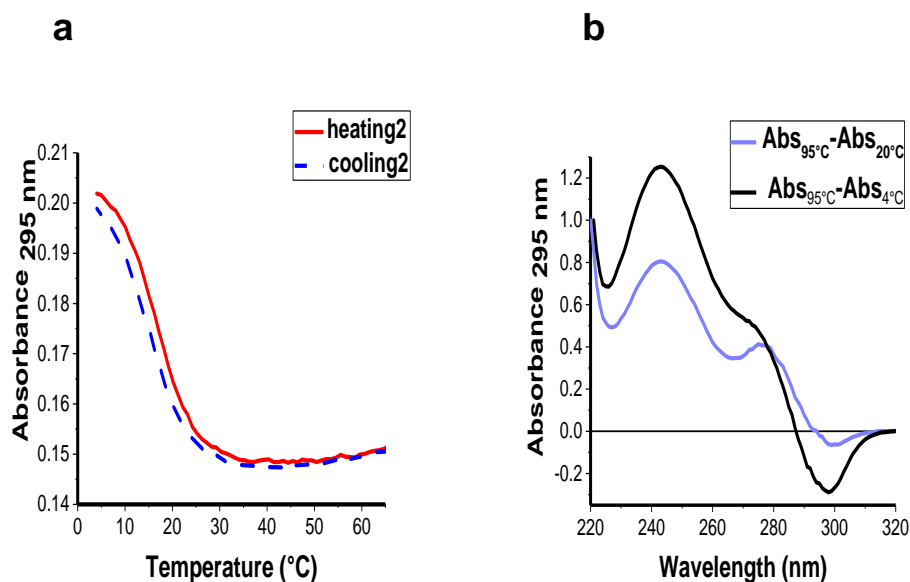 a
b
heating2
cooling2
Abs95°C-Abs20°C
Abs95°C-Abs4°C
Absorbance 295 nm
0.21
0.20
0.19
0.18
0.17
0.16
0.15
0.14
0
10
20
30
40
50
60
Temperature (°C)
Absorbance 295 nm
1.2
1.0
0.8
0.6
0.4
0.2
0.0
-0.2
220
240
260
280
300
320
Wavelength (nm)